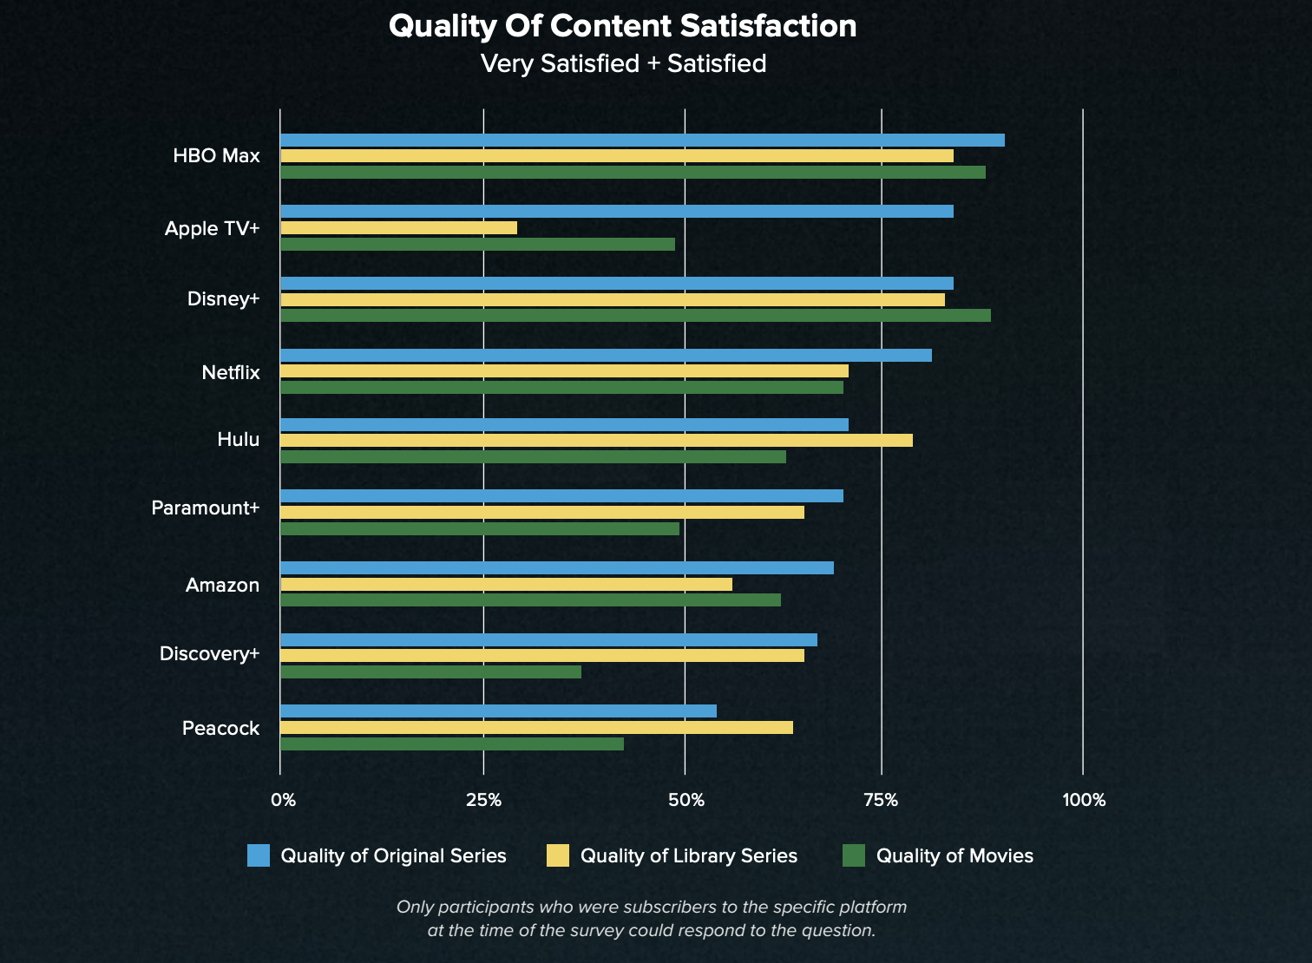 Quality Of Content Satisfaction
Very Satisfied + Satisfied
HBO Max
Apple TV+
Disney+
Netflix
Hulu
Paramount+
Amazon
Discovery+
Peacock
0% 25% 50% 75% 100%
Quality of Original Series Quality of Library Series Quality of Movies
Only participants who were subscribers to the specific platform
at the time of the survey could respond to the question.